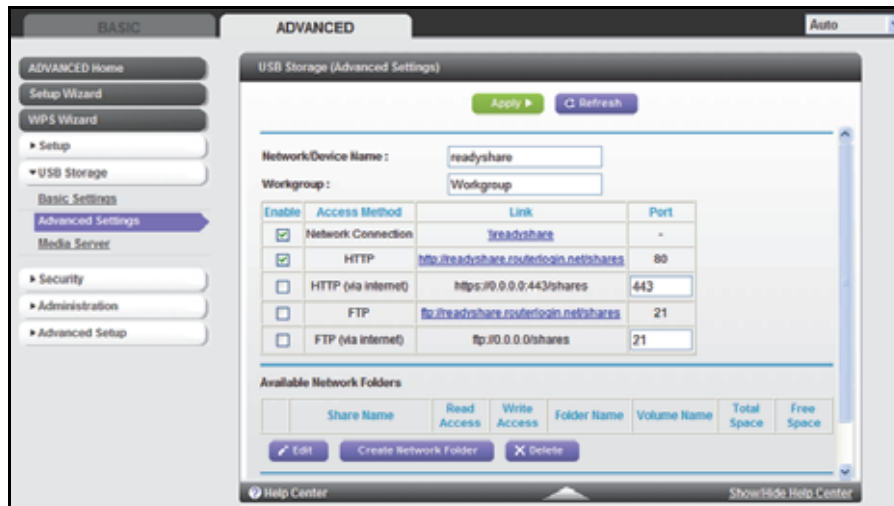 BASIC
ADVANCED
Auto
ADVANCED Home
Setup Wizard
WPS Wizard
Setup
USB Storage
Basic Settings
Advanced Settings
Media Server
Security
Administration
Advanced Setup
USB Storage (Advanced Settings)
Apply
Refresh
Network/Device Name :
readyshare
Workgroup :
Workgroup
Enable Access Method Link Port
Network Connection \\readyshare -
HTTP http://readyshare.routerlogin.net/shares 80
HTTP (via internet) https://0.0.0.0:443/shares 443
FTP ftp://readyshare.routerlogin.net/shares 21
FTP (via internet) ftp://0.0.0.0/shares 21
Available Network Folders
Share Name Read Access Write Access Folder Name Volume Name Total Space Free Space
Edit Create Network Folder Delete
Help Center Show/Hide Help Center